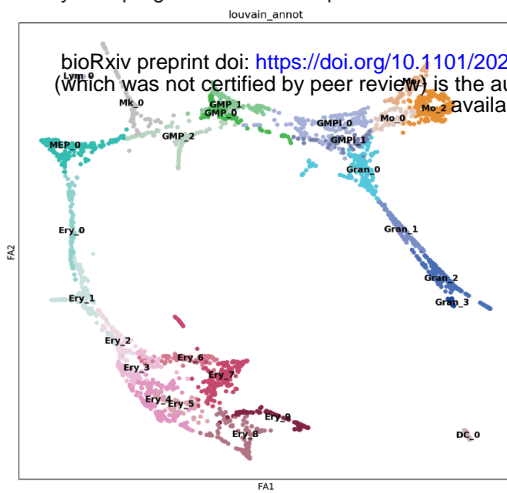 louvain_annot
bioRxiv preprint doi: https://doi.org/10.1101/202
(which was not certified by peer review) is the au
availa
Lym_0
Mk_0
GMP_1
GMP_0
GMP_2
GMPl_0
GMPl_1
Mo_0
Mo_2
MEP_0
Gran_0
Ery_0
Gran_1
FA2
Gran_2
Ery_1
Gran_3
Ery_2
Ery_3
Ery_6
Ery_7
Ery_4
Ery_5
Ery_9
Ery_8
DC_0
FA1